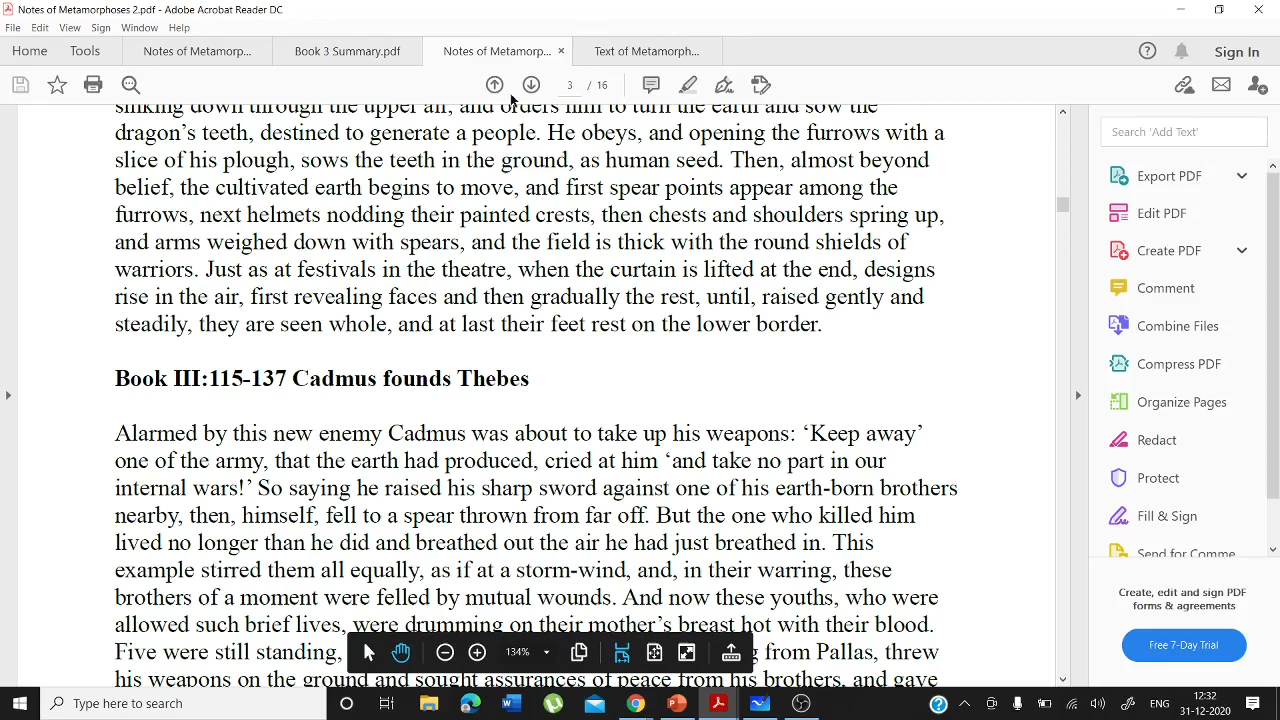 Notes of Metamorphoses 2.pdf - Adobe Acrobat Reader DC
File Edit View Sign Window Help
Home Tools Notes of Metamorp... Book 3 Summary.pdf Notes of Metamorp... × Text of Metamorph... Sign In
3 / 16
sinking down through the upper air, and orders him to turn the earth and sow the
dragon’s teeth, destined to generate a people. He obeys, and opening the furrows with a
slice of his plough, sows the teeth in the ground, as human seed. Then, almost beyond
belief, the cultivated earth begins to move, and first spear points appear among the
furrows, next helmets nodding their painted crests, then chests and shoulders spring up,
and arms weighed down with spears, and the field is thick with the round shields of
warriors. Just as at festivals in the theatre, when the curtain is lifted at the end, designs
rise in the air, first revealing faces and then gradually the rest, until, raised gently and
steadily, they are seen whole, and at last their feet rest on the lower border.
Book III:115-137 Cadmus founds Thebes
Alarmed by this new enemy Cadmus was about to take up his weapons: ‘Keep away’
one of the army, that the earth had produced, cried at him ‘and take no part in our
internal wars!’ So saying he raised his sharp sword against one of his earth-born brothers
nearby, then, himself, fell to a spear thrown from far off. But the one who killed him
lived no longer than he did and breathed out the air he had just breathed in. This
example stirred them all equally, as if at a storm-wind, and, in their warring, these
brothers of a moment were felled by mutual wounds. And now these youths, who were
allowed such brief lives, were drumming on their mother’s breast hot with their blood.
Five were still standing, from Pallas, threw
his weapons on the ground and sought assurances of peace from his brothers, and gave
134%
Search 'Add Text'
Export PDF
Edit PDF
Create PDF
Comment
Combine Files
Compress PDF
Organize Pages
Redact
Protect
Fill & Sign
Send for Comme
Create, edit and sign PDF
forms & agreements
Free 7-Day Trial
Type here to search
ENG
12:32
31-12-2020